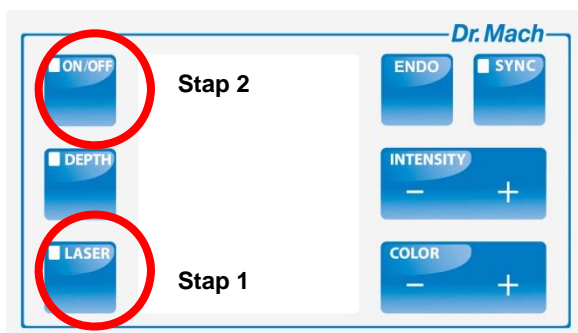 Dr. Mach
ON/OFF
Stap 2
ENDO
SYNC
DEPTH
INTENSITY
- +
LASER
Stap 1
COLOR
- +